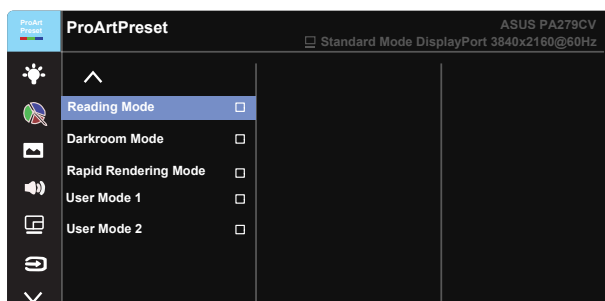 ProArt
Preset
ProArtPreset
ASUS PA279CV
Standard Mode DisplayPort 3840x2160@60Hz
Reading Mode
Darkroom Mode
Rapid Rendering Mode
User Mode 1
User Mode 2